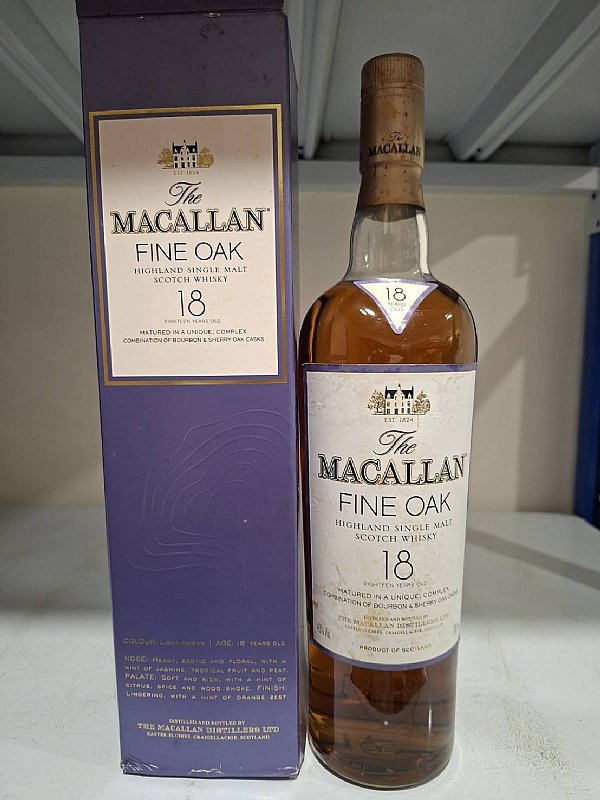 EST. 1824
The
MACALLAN®
FINE OAK
HIGHLAND SINGLE MALT
SCOTCH WHISKY
18
EIGHTEEN YEARS OLD
MATURED IN A UNIQUE, COMPLEX
COMBINATION OF BOURBON & SHERRY OAK CASKS
COLOUR: LIGHT AMBER | AGE: 18 YEARS OLD
NOSE: HEADY, EXOTIC AND FLORAL, WITH A
HINT OF JASMINE, TROPICAL FRUIT AND PEAT.
PALATE: SOFT AND RICH, WITH A HINT OF
CITRUS, SPICE AND WOOD SMOKE. FINISH:
LINGERING, WITH A HINT OF ORANGE ZEST.
DISTILLED AND BOTTLED BY
THE MACALLAN DISTILLERS LTD
EASTER ELCHIES, CRAIGELLACHIE, SCOTLAND
The
MACALLAN
18
YEARS
OLD
EST. 1824
The
MACALLAN
FINE OAK
HIGHLAND SINGLE MALT
SCOTCH WHISKY
18
EIGHTEEN YEARS OLD
MATURED IN A UNIQUE, COMPLEX
COMBINATION OF BOURBON & SHERRY OAK CASKS
DISTILLED AND BOTTLED BY
THE MACALLAN DISTILLERS LTD
EASTER ELCHIES, CRAIGELLACHIE, SCOTLAND
PRODUCT OF SCOTLAND